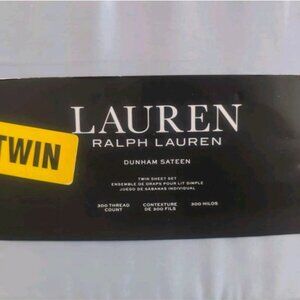 TWIN
LAUREN
RALPH LAUREN
DUNHAM SATEEN
TWIN SHEET SET
ENSEMBLE DE DRAPS POUR LIT SIMPLE
JUEGO DE SÁBANAS INDIVIDUAL
300 THREAD
COUNT
CONTEXTURE
DE 300 FILS
300 HILOS